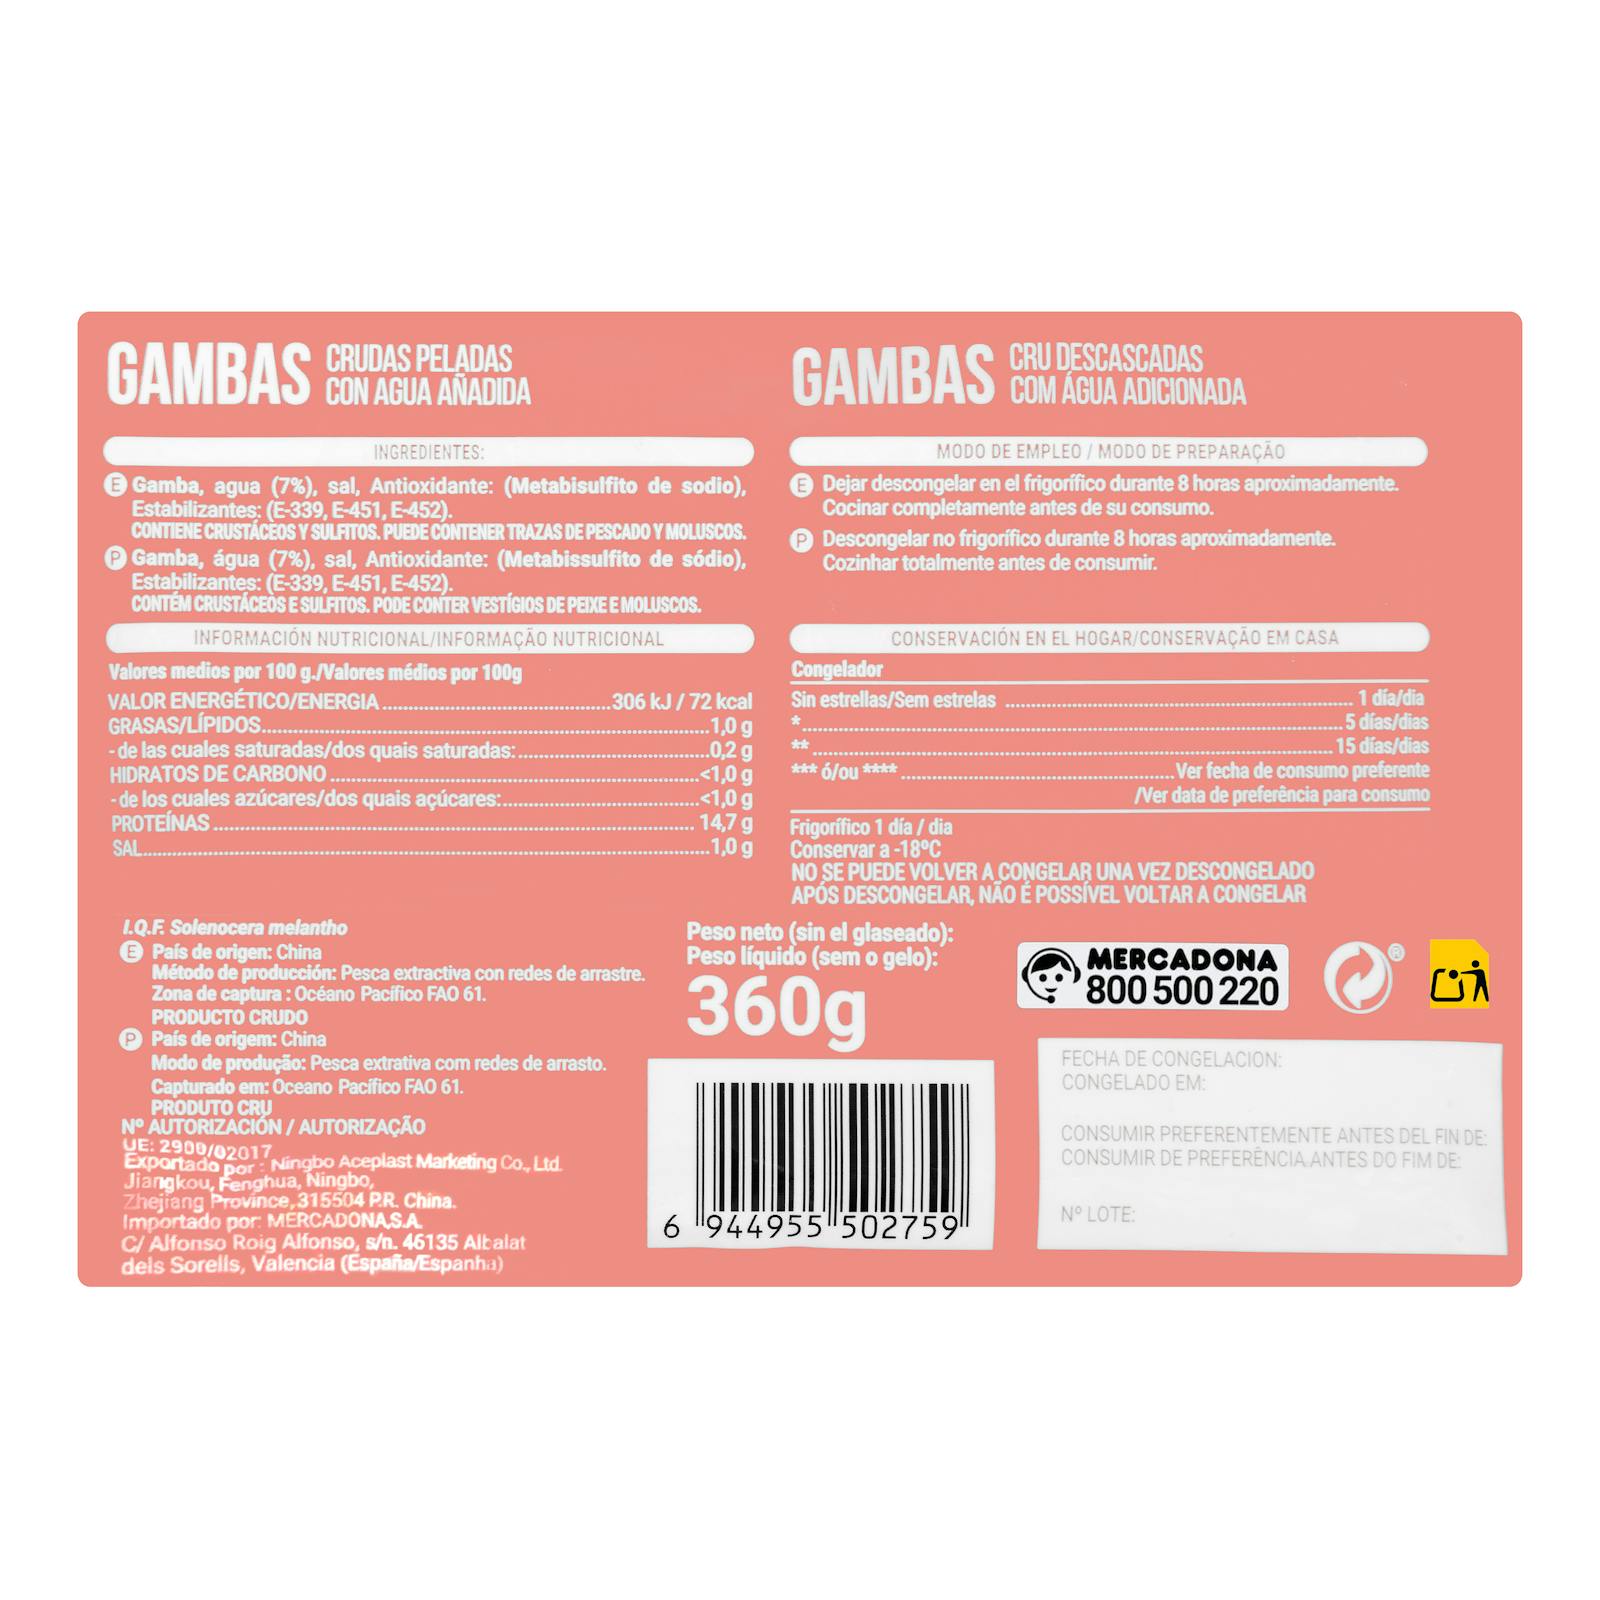 GAMBAS CRUDAS PELADAS
CON AGUA AÑADIDA
INGREDIENTES:
E Gamba, agua (7%), sal, Antioxidante: (Metabisulfito de sodio),
Estabilizantes: (E-339, E-451, E-452).
CONTIENE CRUSTÁCEOS Y SULFITOS. PUEDE CONTENER TRAZAS DE PESCADO Y MOLUSCOS.
P Gamba, água (7%), sal, Antioxidante: (Metabissulfito de sódio),
Estabilizantes: (E-339, E-451, E-452).
CONTÉM CRUSTÁCEOS E SULFITOS. PODE CONTER VESTÍGIOS DE PEIXE E MOLUSCOS.
INFORMACIÓN NUTRICIONAL/INFORMAÇÃO NUTRICIONAL
Valores medios por 100 g./Valores médios por 100g
VALOR ENERGÉTICO/ENERGIA 306 kJ / 72 kcal
GRASAS/LÍPIDOS 1,0 g
- de las cuales saturadas/dos quais saturadas: 0,2 g
HIDRATOS DE CARBONO <1,0 g
- de los cuales azúcares/dos quais açúcares: <1,0 g
PROTEÍNAS 14,7 g
SAL 1,0 g
GAMBAS CRU DESCASCADAS
COM ÁGUA ADICIONADA
MODO DE EMPLEO / MODO DE PREPARAÇÃO
E Dejar descongelar en el frigorífico durante 8 horas aproximadamente.
Cocinar completamente antes de su consumo.
P Descongelar no frigorífico durante 8 horas aproximadamente.
Cozinhar totalmente antes de consumir.
CONSERVACIÓN EN EL HOGAR/CONSERVAÇÃO EM CASA
Congelador
Sin estrellas/Sem estrelas 1 día/dia
* 5 días/dias
** 15 días/dias
*** ó/ou **** Ver fecha de consumo preferente
/Ver data de preferência para consumo
Frigorífico 1 día / dia
Conservar a -18ºC
NO SE PUEDE VOLVER A CONGELAR UNA VEZ DESCONGELADO
APÓS DESCONGELAR, NÃO É POSSÍVEL VOLTAR A CONGELAR
I.Q.F. Solenocera melantho
E País de origen: China
Método de producción: Pesca extractiva con redes de arrastre.
Zona de captura : Océano Pacífico FAO 61.
PRODUCTO CRUDO
P País de origem: China
Modo de produção: Pesca extrativa com redes de arrasto.
Capturado em: Oceano Pacífico FAO 61.
PRODUTO CRU
Nº AUTORIZACIÓN / AUTORIZAÇÃO
UE: 2900/02017
Exportado por : Ningbo Aceplast Marketing Co., Ltd.
Jiangkou, Fenghua, Ningbo,
Zhejiang Province, 315504 P.R. China.
Importado por: MERCADONA,S.A.
C/ Alfonso Roig Alfonso, s/n. 46135 Albalat
dels Sorells, Valencia (España/Espanha)
Peso neto (sin el glaseado):
Peso líquido (sem o gelo):
360g
6 944955 502759
MERCADONA
800 500 220
®
FECHA DE CONGELACION:
CONGELADO EM:
CONSUMIR PREFERENTEMENTE ANTES DEL FIN DE:
CONSUMIR DE PREFERÊNCIA ANTES DO FIM DE:
Nº LOTE: